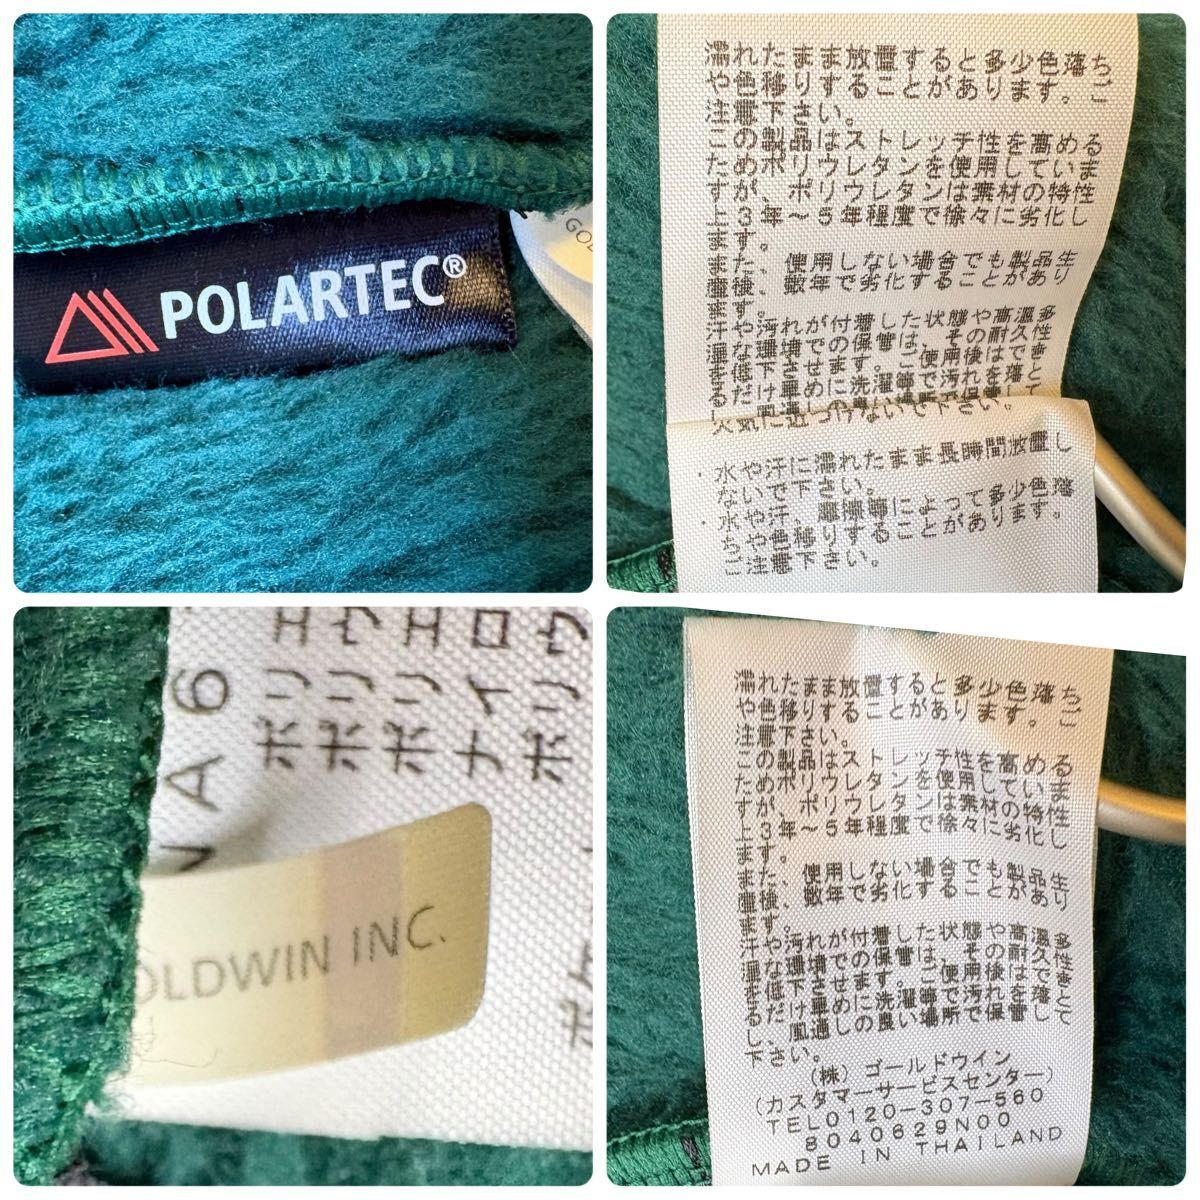 POLARTEC®
濡れたまま放置すると多少色落ち
や色移りすることがあります。ご
注意下さい。
この製品はストレッチ性を高める
ためポリウレタンを使用していま
すが、ポリウレタンは素材の特性
上3年〜5年程度で徐々に劣化し
ます。
また、使用しない場合でも製品生
産後、数年で劣化することがあり
ます。
汗や汚れが付着した状態や高温多
湿な環境での保管は、その耐久性
を低下させます。ご使用後はでき
るだけ早めに洗濯等で汚れを落と
火気に近づけないで下さい。
・水や汗に濡れたまま長時間放置し
ないで下さい。
・水や汗、摩擦等によって多少色落
ちや色移りすることがあります。
ご注意下さい。
NA6
ポリエ
ポリウ
ポリエ
ナイロ
ポリウ
OLDWIN INC.
濡れたまま放置すると多少色落ち
や色移りすることがあります。ご
注意下さい。
この製品はストレッチ性を高める
ためポリウレタンを使用していま
すが、ポリウレタンは素材の特性
上3年〜5年程度で徐々に劣化し
ます。
また、使用しない場合でも製品生
産後、数年で劣化することがあり
ます。
汗や汚れが付着した状態や高温多
湿な環境での保管は、その耐久性
を低下させます。ご使用後はでき
るだけ早めに洗濯等で汚れを落と
し、風通しの良い場所で保管して
下さい。
(株)ゴールドウイン
(カスタマーサービスセンター)
TEL0120-307-560
8040629N00
MADE IN THAILAND